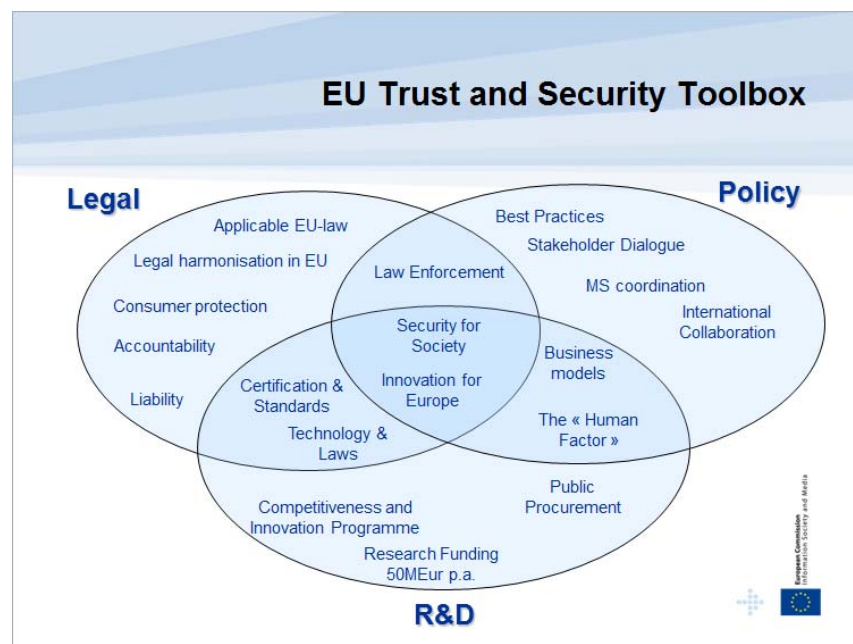 EU Trust and Security Toolbox
Legal
Policy
Applicable EU-law
Legal harmonisation in EU
Consumer protection
Accountability
Liability
Law Enforcement
Best Practices
Stakeholder Dialogue
MS coordination
International
Collaboration
Security for
Society
Innovation for
Europe
Business
models
The « Human
Factor »
Certification &
Standards
Technology &
Laws
Public
Procurement
Competitiveness and
Innovation Programme
Research Funding
50MEur p.a.
R&D
European Commission
Information Society and Media